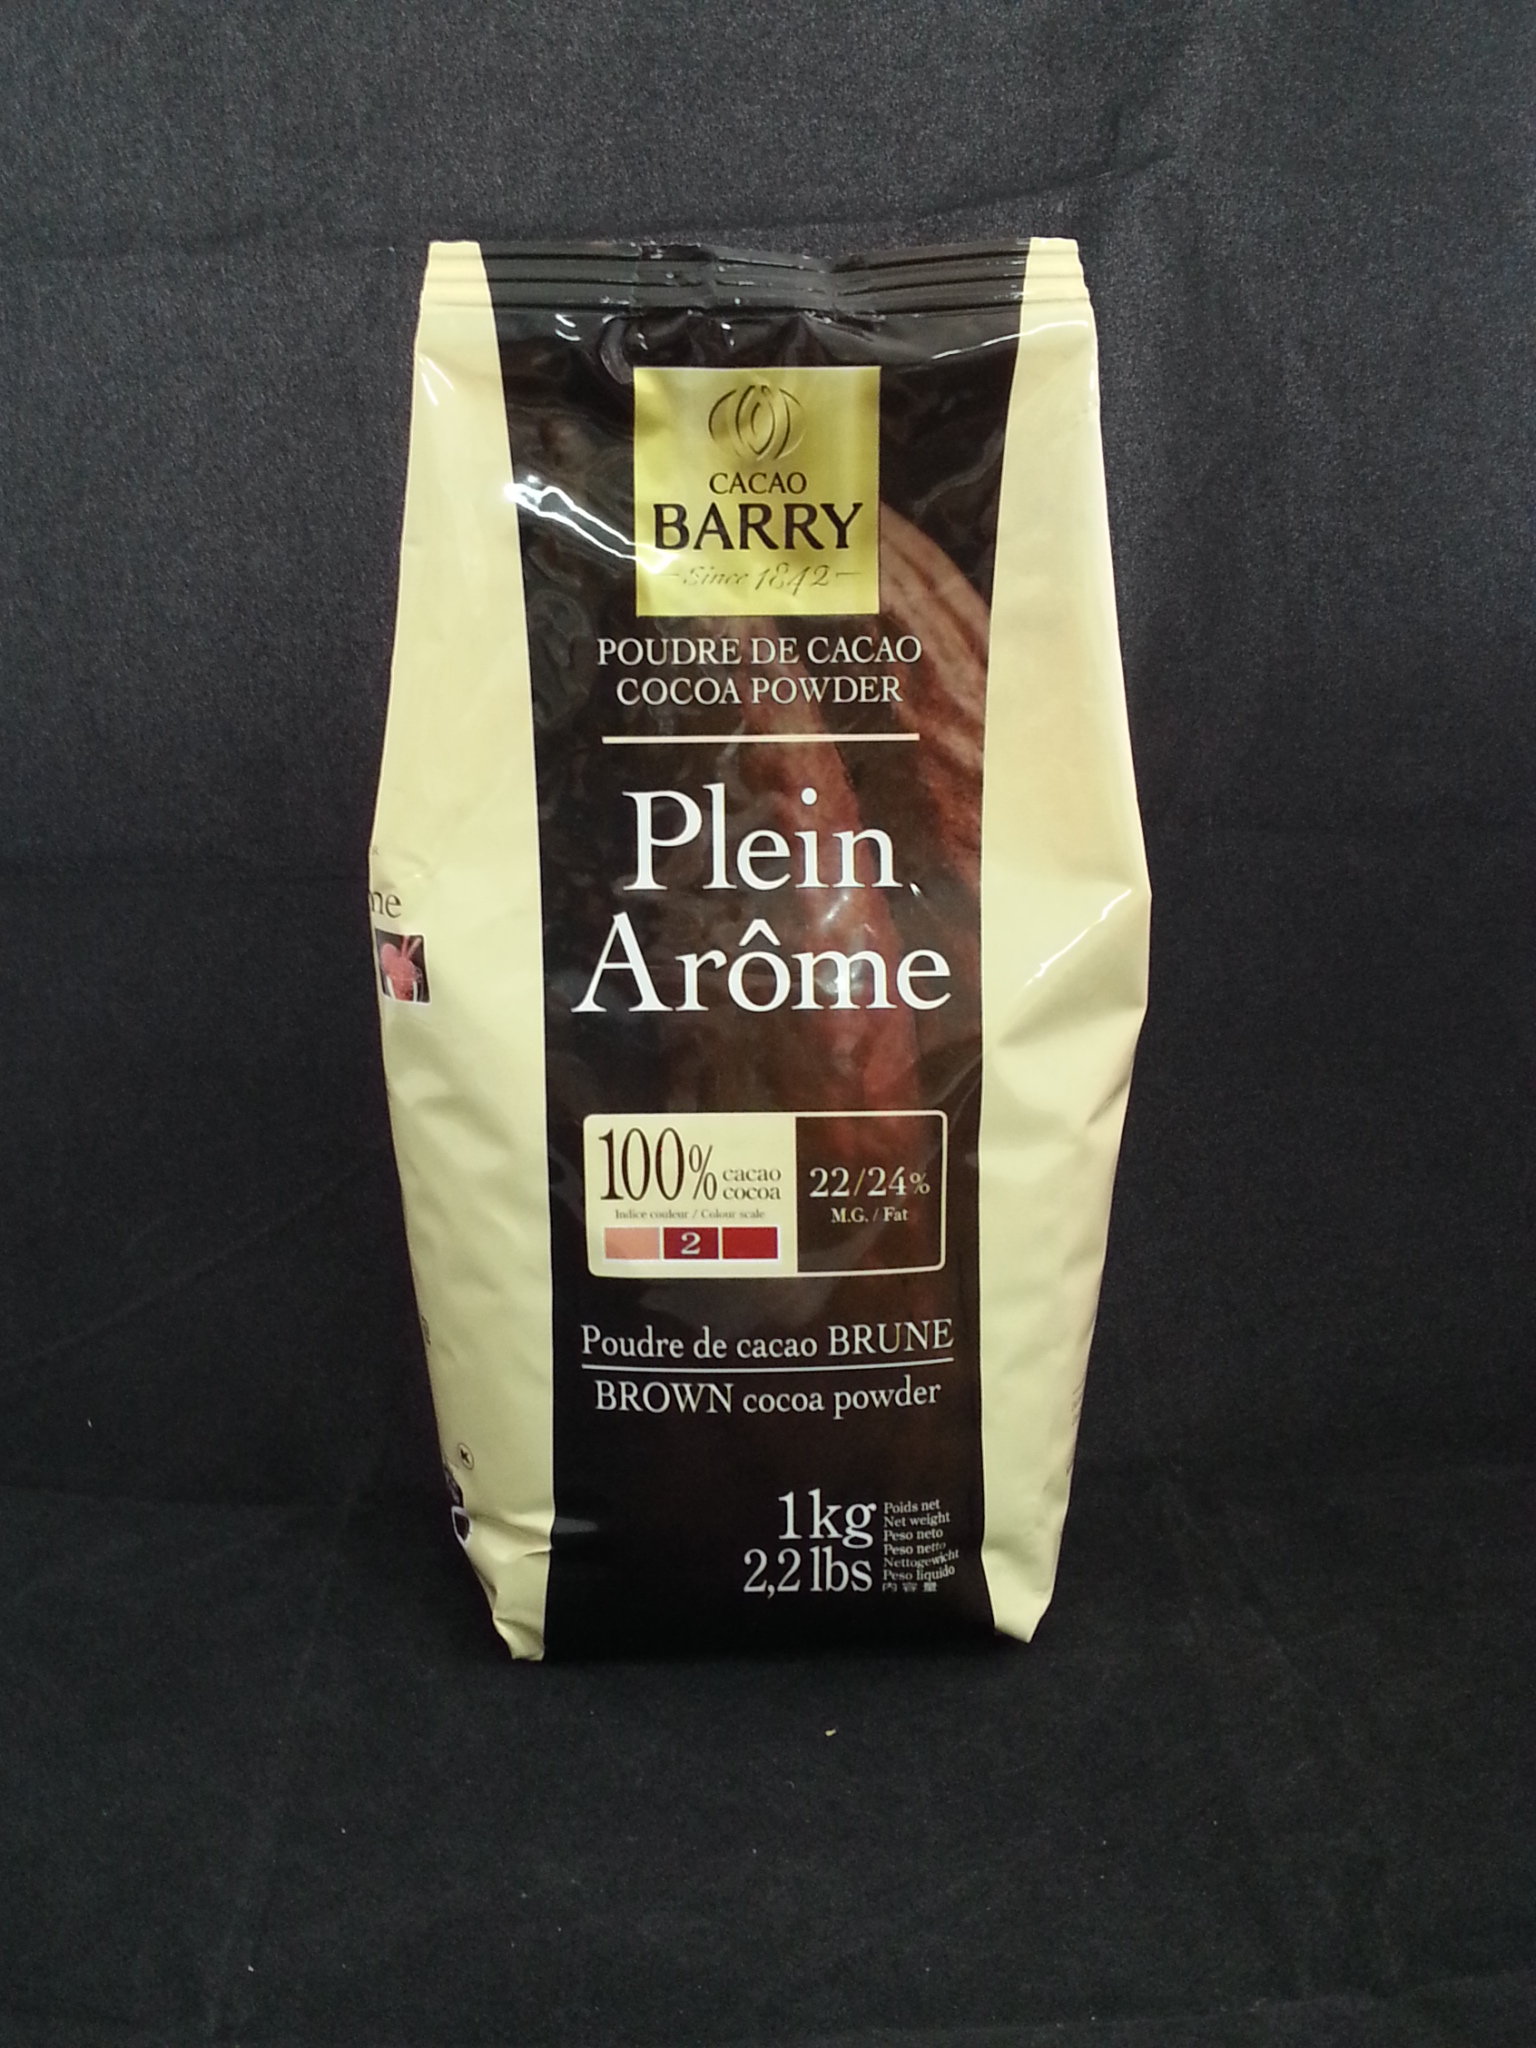 CACAO
BARRY
Since 1842
POUDRE DE CACAO
COCOA POWDER
Plein
Arôme
100% cacao
cocoa
Indice couleur / Colour scale
2
22/24%
M.G. / Fat
Poudre de cacao BRUNE
BROWN cocoa powder
1kg
2,2 lbs
Poids net
Net weight
Peso neto
Peso netto
Nettogewicht
Peso líquido
内容量
me
K